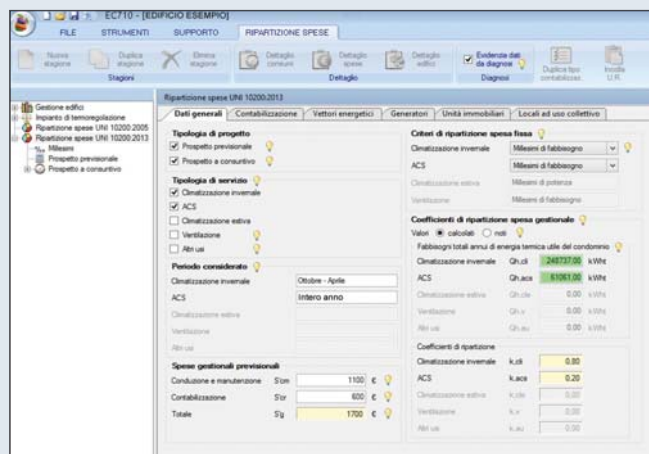 EC710 - [EDIFICIO ESEMPIO]
FILE STRUMENTI SUPPORTO RIPARTIZIONE SPESE
Nuova stagione
Duplica stagione
Elimina stagione
Stagioni
Dettaglio comune
Dettaglio spese
Dettaglio edifici
Dettaglio
Evidenzia dati da diagnosi
Diagnosi
Duplica tipo contabilizzaz.
Incolla U.R.
Gestione edifici
Impianto di termoregolazione
Ripartizione spese UNI 10200:2005
Ripartizione spese UNI 10200:2013
Millesimi
Prospetto previsionale
Prospetto a consuntivo
Ripartizione spese UNI 10200:2013
Dati generali Contabilizzazione Vettori energetici Generatori Unità immobiliari Locali ad uso collettivo
Tipologia di progetto
Prospetto previsionale
Prospetto a consuntivo
Tipologia di servizio
Climatizzazione invernale
ACS
Climatizzazione estiva
Ventilazione
Altri usi
Periodo considerato
Climatizzazione invernale Ottobre - Aprile
ACS Intero anno
Climatizzazione estiva
Ventilazione
Altri usi
Spese gestionali previsionali
Conduzione e manutenzione S'cm 1100 €
Contabilizzazione S'cr 600 €
Totale S'g 1700 €
Criteri di ripartizione spesa fissa
Climatizzazione invernale Millesimi di fabbisogno
ACS Millesimi di fabbisogno
Climatizzazione estiva Millesimi di potenza
Ventilazione Millesimi di fabbisogno
Coefficienti di ripartizione spesa gestionale
Valori calcolati noti
Fabbisogni totali annui di energia termica utile del condominio
Climatizzazione invernale Qh,cli 248737,00 kWht
ACS Qh,acs 61061,00 kWht
Climatizzazione estiva Qh,cle 0,00 kWht
Ventilazione Qh,v 0,00 kWht
Altri usi Qh,au 0,00 kWht
Coefficienti di ripartizione
Climatizzazione invernale k,cli 0,80
ACS k,acs 0,20
Climatizzazione estiva k,cle 0,00
Ventilazione k,v 0,00
Altri usi k,au 0,00